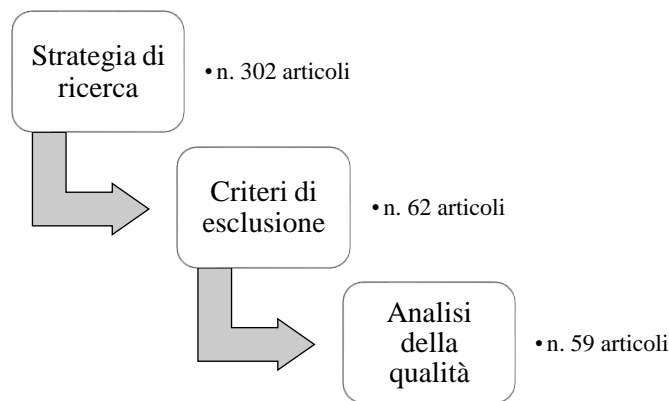 Strategia di
ricerca
• n. 302 articoli
Criteri di
esclusione
• n. 62 articoli
Analisi
della
qualità
• n. 59 articoli